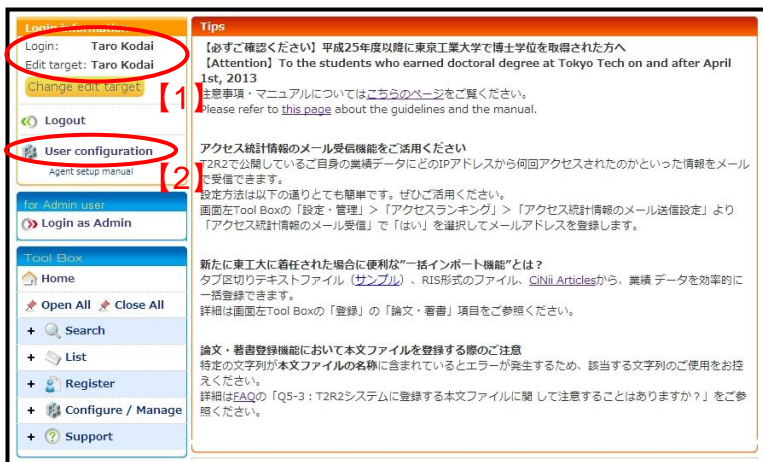 Login information
Login: Taro Kodai
Edit target: Taro Kodai
Change edit target
【1】
Logout
User configuration
Agent setup manual
【2】
for Admin user
Login as Admin
Tool Box
Home
Open All Close All
+ Search
+ List
+ Register
+ Configure / Manage
+ Support
Tips
【必ずご確認ください】平成25年度以降に東京工業大学で博士学位を取得された方へ
【Attention】To the students who earned doctoral degree at Tokyo Tech on and after April
1st, 2013
注意事項・マニュアルについてはこちらのページをご覧ください。
Please refer to this page about the guidelines and the manual.
アクセス統計情報のメール受信機能をご活用ください
T2R2で公開しているご自身の業績データにどのIPアドレスから何回アクセスされたのかといった情報をメール
で受信できます。
設定方法は以下の通りとても簡単です。ぜひご活用ください。
画面左Tool Boxの「設定・管理」>「アクセスランキング」>「アクセス統計情報のメール送信設定」より
「アクセス統計情報のメール受信」で「はい」を選択してメールアドレスを登録します。
新たに東工大に着任された場合に便利な"一括インポート機能"とは？
タブ区切りテキストファイル（サンプル）、RIS形式のファイル、CiNii Articlesから、業績 データを効率的に
一括登録できます。
詳細は画面左Tool Boxの「登録」の「論文・著書」項目をご参照ください。
論文・著書登録機能において本文ファイルを登録する際のご注意
特定の文字列が本文ファイルの名称に含まれているとエラーが発生するため、該当する文字列のご使用をお控
えください。
詳細はFAQの「Q5-3：T2R2システムに登録する本文ファイルに関 して注意することはありますか？」をご参
照ください。